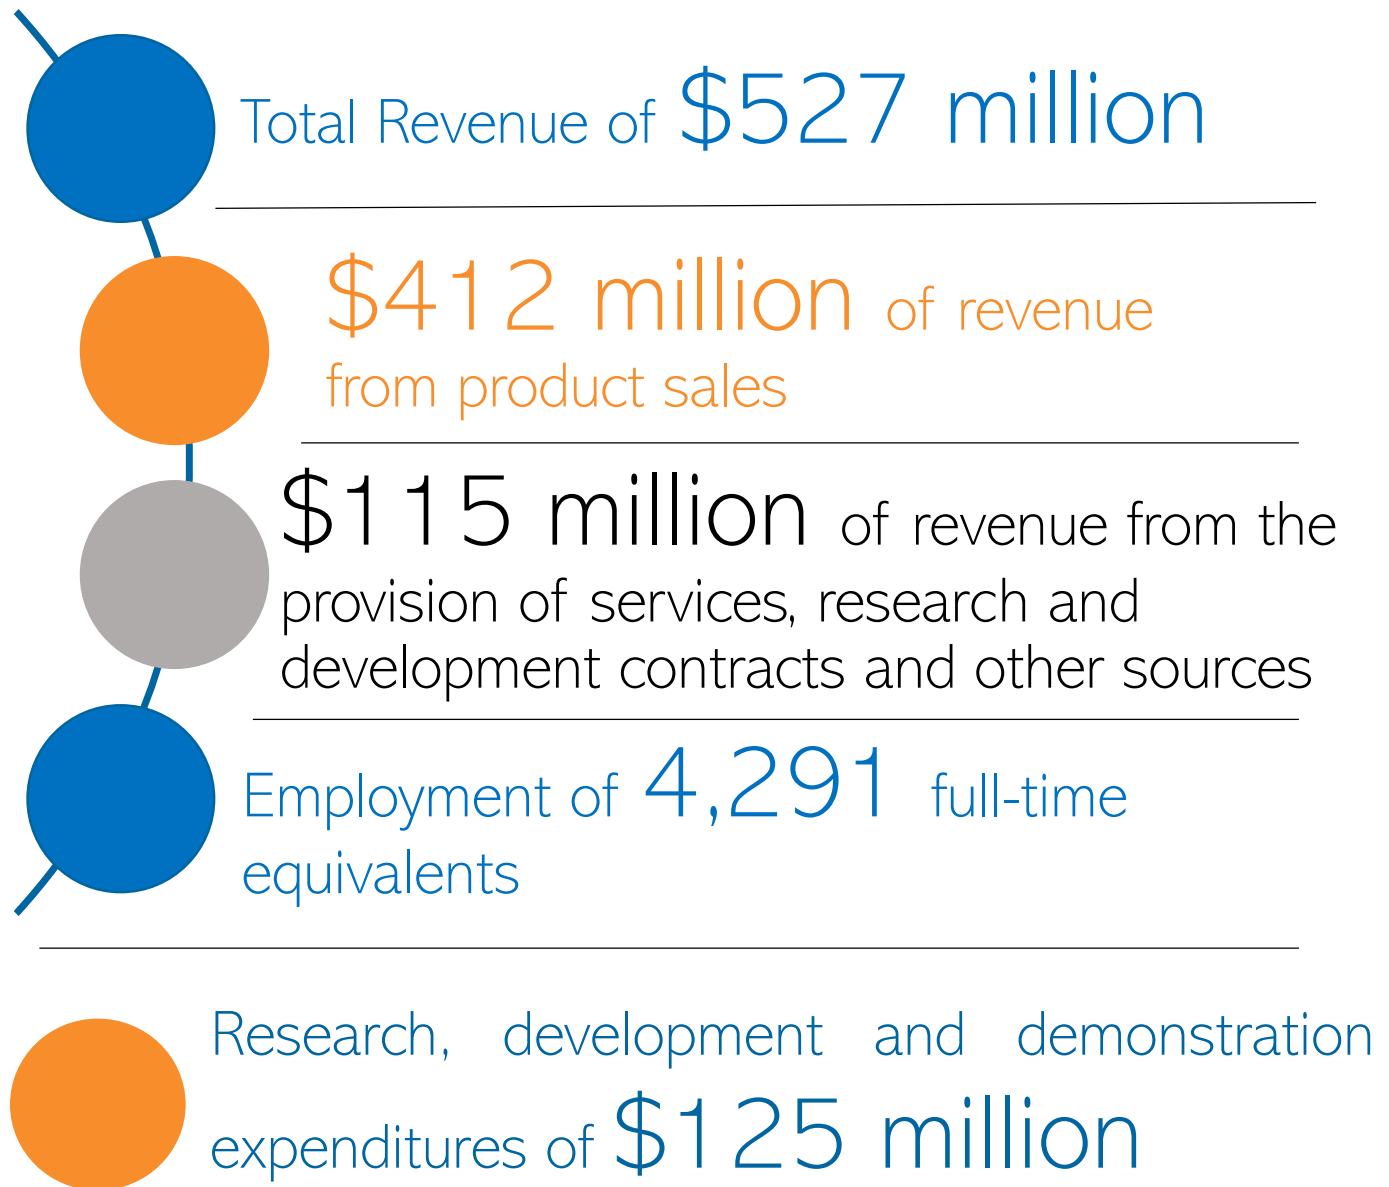 Total Revenue of $527 million
$412 million of revenue
from product sales
$115 million of revenue from the
provision of services, research and
development contracts and other sources
Employment of 4,291 full-time
equivalents
Research, development and demonstration
expenditures of $125 million